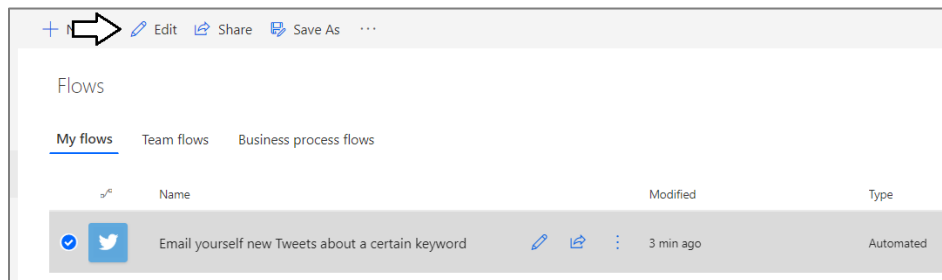 Edit Share Save As ...
Flows
My flows Team flows Business process flows
Name Modified Type
Email yourself new Tweets about a certain keyword 3 min ago Automated